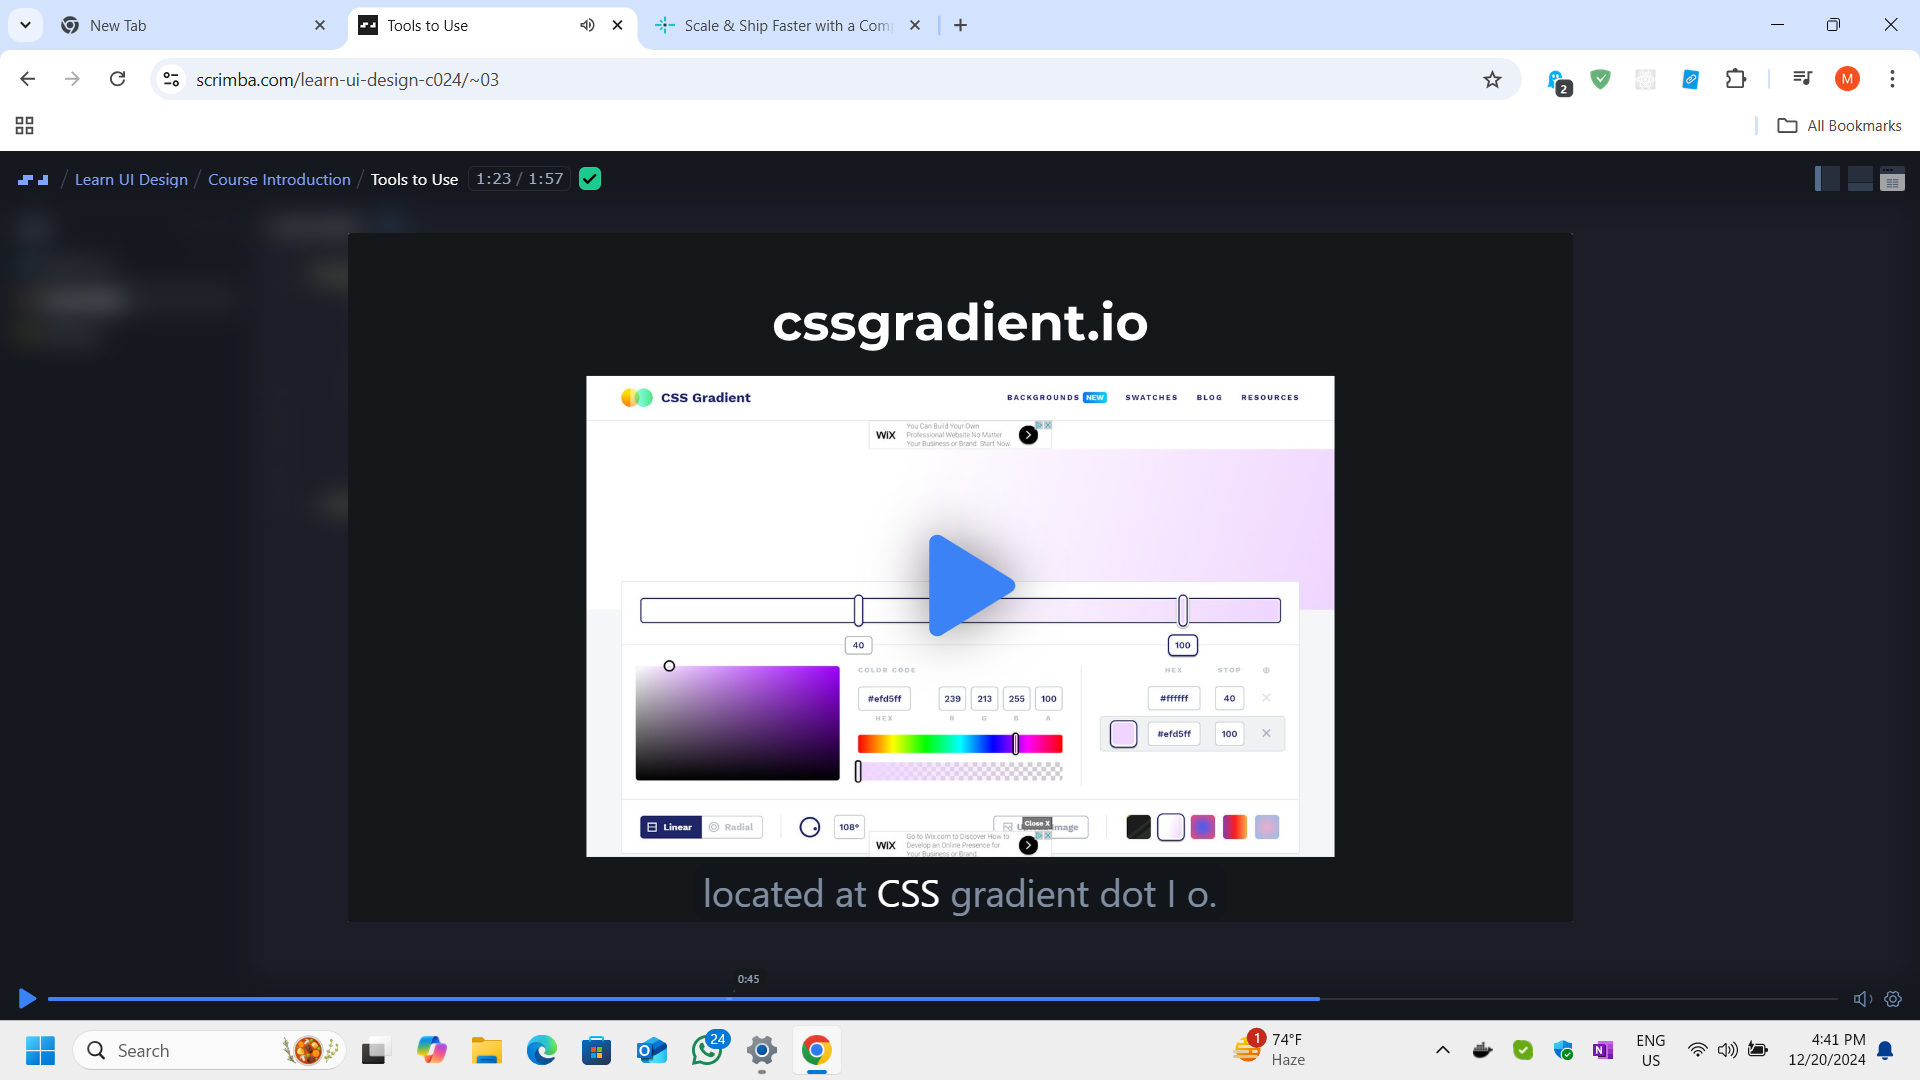 New Tab
Tools to Use
Scale & Ship Faster with a Comp
scrimba.com/learn-ui-design-c024/~03
2
M
All Bookmarks
/ Learn UI Design / Course Introduction / Tools to Use 1:23 / 1:57
cssgradient.io
CSS Gradient
BACKGROUNDS NEW SWATCHES BLOG RESOURCES
WiX
You Can Build Your Own
Professional Website No Matter
Your Business or Brand. Start Now
40
100
COLOR CODE
HEX STOP
#efd5ff 239 213 255 100
HEX R G B A
#ffffff 40
#efd5ff 100
Linear
Radial
108°
Close X
WiX
Go to Wix.com to Discover How to
Develop an Online Presence for
Your Business or Brand
located at CSS gradient dot I o.
0:45
Search
24
1
74°F
Haze
ENG
US
4:41 PM
12/20/2024